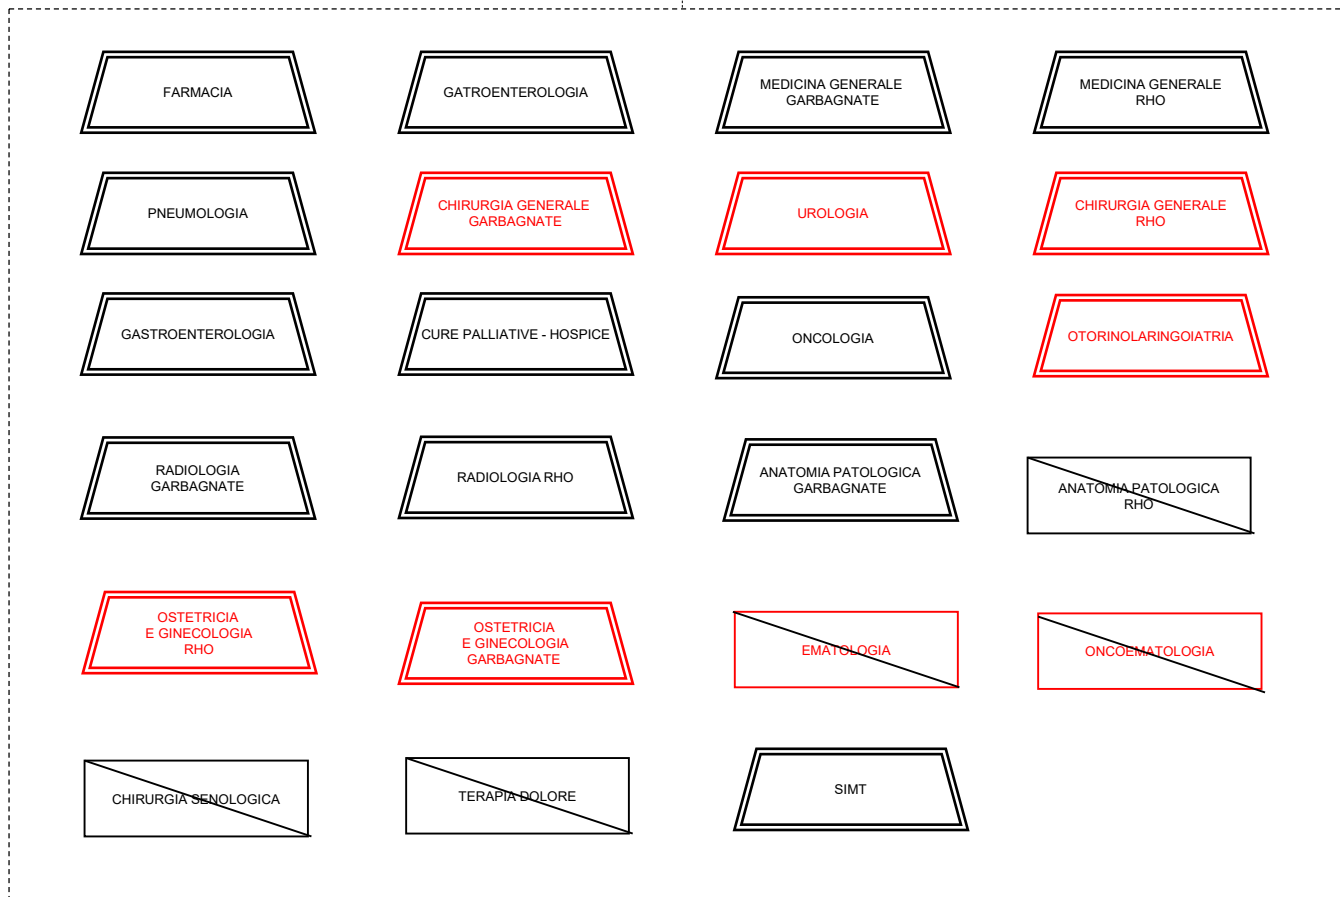 FARMACIA
GATROENTEROLOGIA
MEDICINA GENERALE
GARBAGNATE
MEDICINA GENERALE
RHO
PNEUMOLOGIA
CHIRURGIA GENERALE
GARBAGNATE
UROLOGIA
CHIRURGIA GENERALE
RHO
GASTROENTEROLOGIA
CURE PALLIATIVE - HOSPICE
ONCOLOGIA
OTORINOLARINGOIATRIA
RADIOLOGIA
GARBAGNATE
RADIOLOGIA RHO
ANATOMIA PATOLOGICA
GARBAGNATE
ANATOMIA PATOLOGICA
RHO
OSTETRICIA
E GINECOLOGIA
RHO
OSTETRICIA
E GINECOLOGIA
GARBAGNATE
EMATOLOGIA
ONCOEMATOLOGIA
CHIRURGIA SENOLOGICA
TERAPIA DOLORE
SIMT